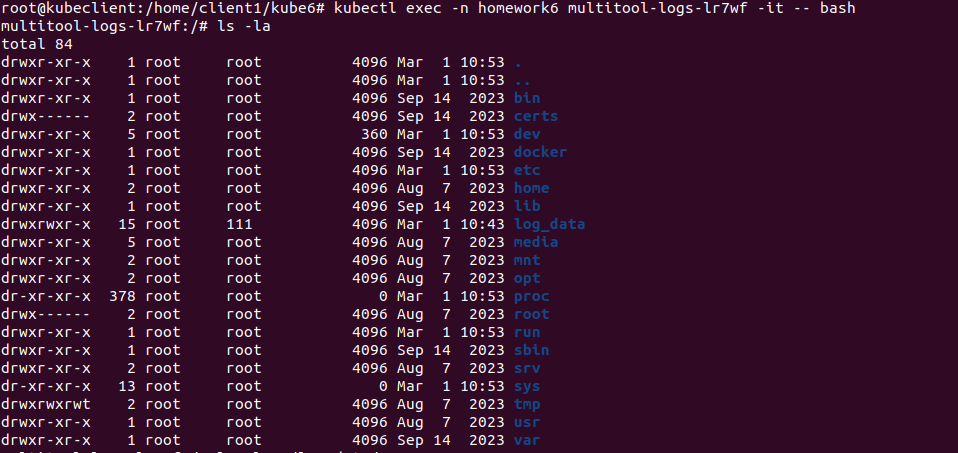 root@kubeclient:/home/client1/kube6# kubectl exec -n homework6 multitool-logs-lr7wf -it -- bash
multitool-logs-lr7wf:/# ls -la
total 84
drwxr-xr-x    1 root     root          4096 Mar  1 10:53 .
drwxr-xr-x    1 root     root          4096 Mar  1 10:53 ..
drwxr-xr-x    1 root     root          4096 Sep 14  2023 bin
drwx------    2 root     root          4096 Sep 14  2023 certs
drwxr-xr-x    5 root     root           360 Mar  1 10:53 dev
drwxr-xr-x    1 root     root          4096 Sep 14  2023 docker
drwxr-xr-x    1 root     root          4096 Mar  1 10:53 etc
drwxr-xr-x    2 root     root          4096 Aug  7  2023 home
drwxr-xr-x    1 root     root          4096 Sep 14  2023 lib
drwxrwxr-x   15 root     111           4096 Mar  1 10:43 log_data
drwxr-xr-x    5 root     root          4096 Aug  7  2023 media
drwxr-xr-x    2 root     root          4096 Aug  7  2023 mnt
drwxr-xr-x    2 root     root          4096 Aug  7  2023 opt
dr-xr-xr-x  378 root     root             0 Mar  1 10:53 proc
drwx------    2 root     root          4096 Aug  7  2023 root
drwxr-xr-x    1 root     root          4096 Mar  1 10:53 run
drwxr-xr-x    1 root     root          4096 Sep 14  2023 sbin
drwxr-xr-x    2 root     root          4096 Aug  7  2023 srv
dr-xr-xr-x   13 root     root             0 Mar  1 10:53 sys
drwxrwxrwt    2 root     root          4096 Aug  7  2023 tmp
drwxr-xr-x    1 root     root          4096 Aug  7  2023 usr
drwxr-xr-x    1 root     root          4096 Sep 14  2023 var